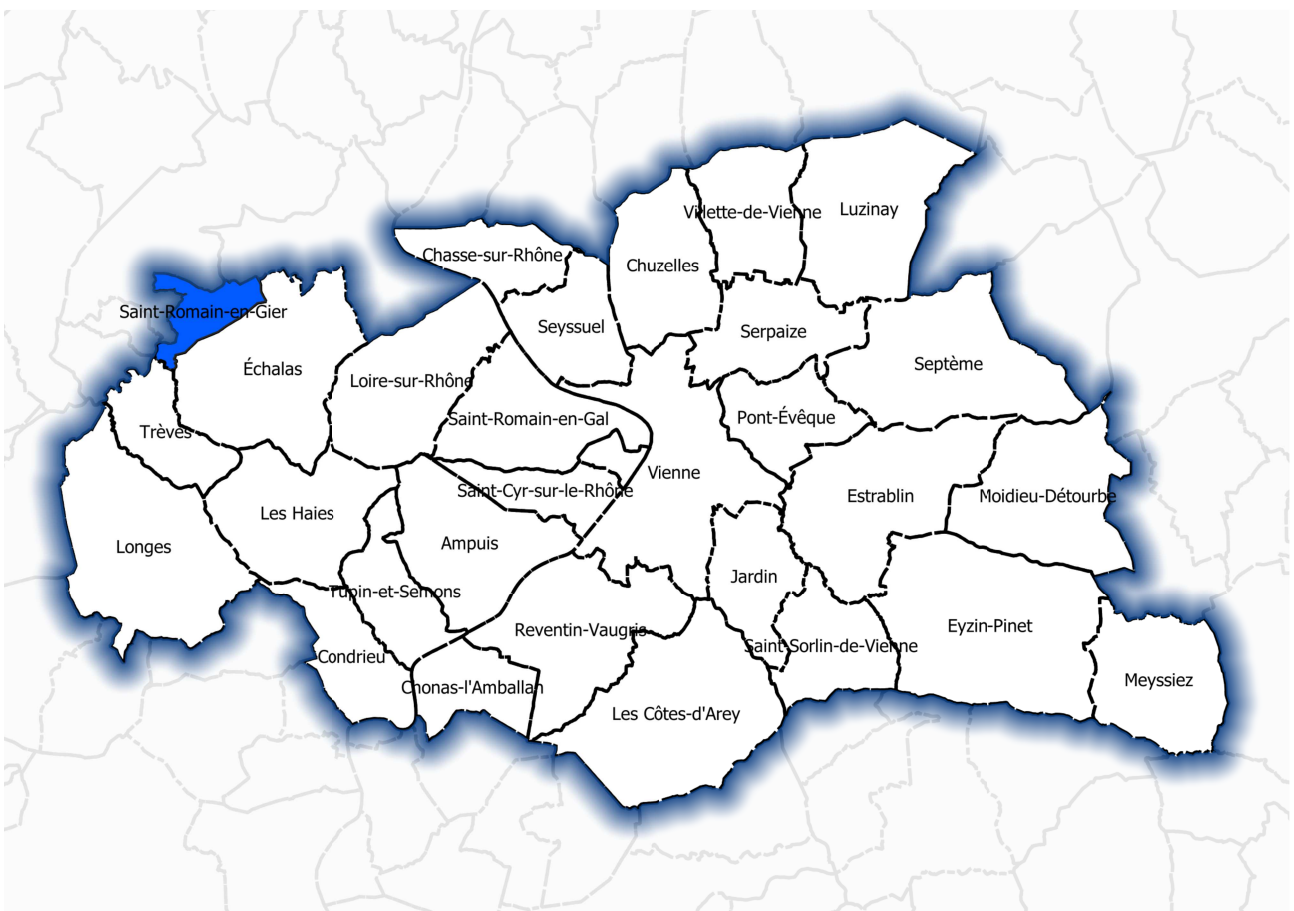 Luzinay
Villette-de-Vienne
Chasse-sur-Rhône
Chuzelles
Saint-Romain-en-Gier
Seyssuel
Serpaize
Échalas
Septème
Loire-sur-Rhône
Saint-Romain-en-Gal
Pont-Évêque
Trèves
Vienne
Saint-Cyr-sur-le-Rhône
Estrablin
Moidieu-Détourbe
Les Haies
Ampuis
Longes
Jardin
Tupin-et-Semons
Reventin-Vaugris
Eyzin-Pinet
Saint-Sorlin-de-Vienne
Condrieu
Meyssiez
Chonas-l'Amballan
Les Côtes-d'Arey